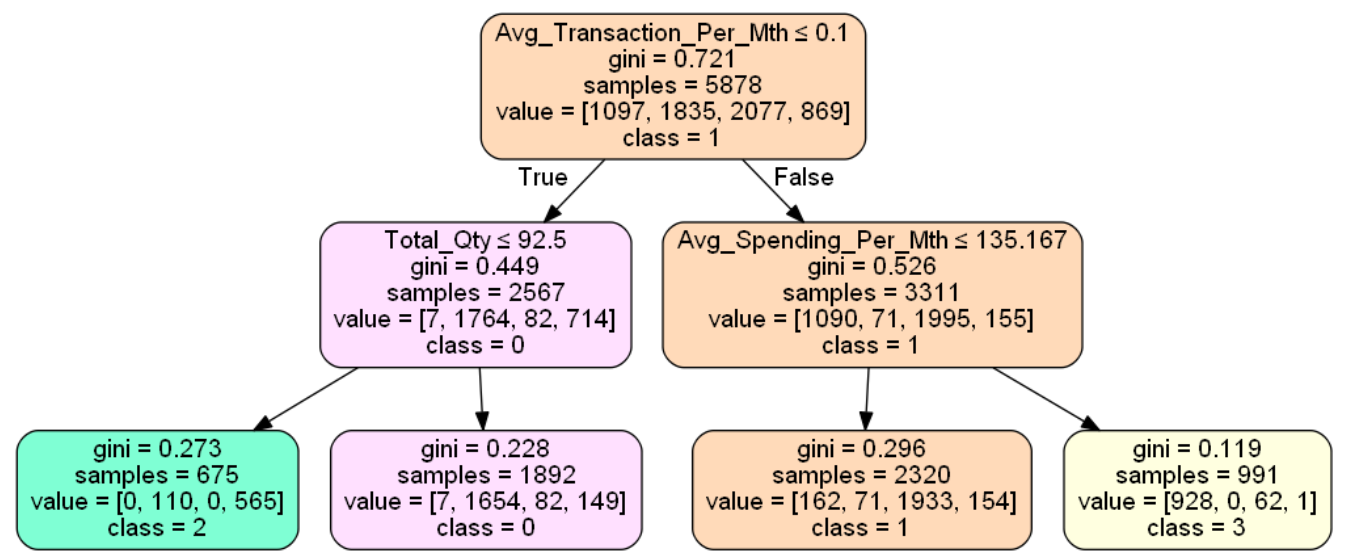 Avg_Transaction_Per_Mth ≤ 0.1
gini = 0.721
samples = 5878
value = [1097, 1835, 2077, 869]
class = 1
True
False
Total_Qty ≤ 92.5
gini = 0.449
samples = 2567
value = [7, 1764, 82, 714]
class = 0
Avg_Spending_Per_Mth ≤ 135.167
gini = 0.526
samples = 3311
value = [1090, 71, 1995, 155]
class = 1
gini = 0.273
samples = 675
value = [0, 110, 0, 565]
class = 2
gini = 0.228
samples = 1892
value = [7, 1654, 82, 149]
class = 0
gini = 0.296
samples = 2320
value = [162, 71, 1933, 154]
class = 1
gini = 0.119
samples = 991
value = [928, 0, 62, 1]
class = 3